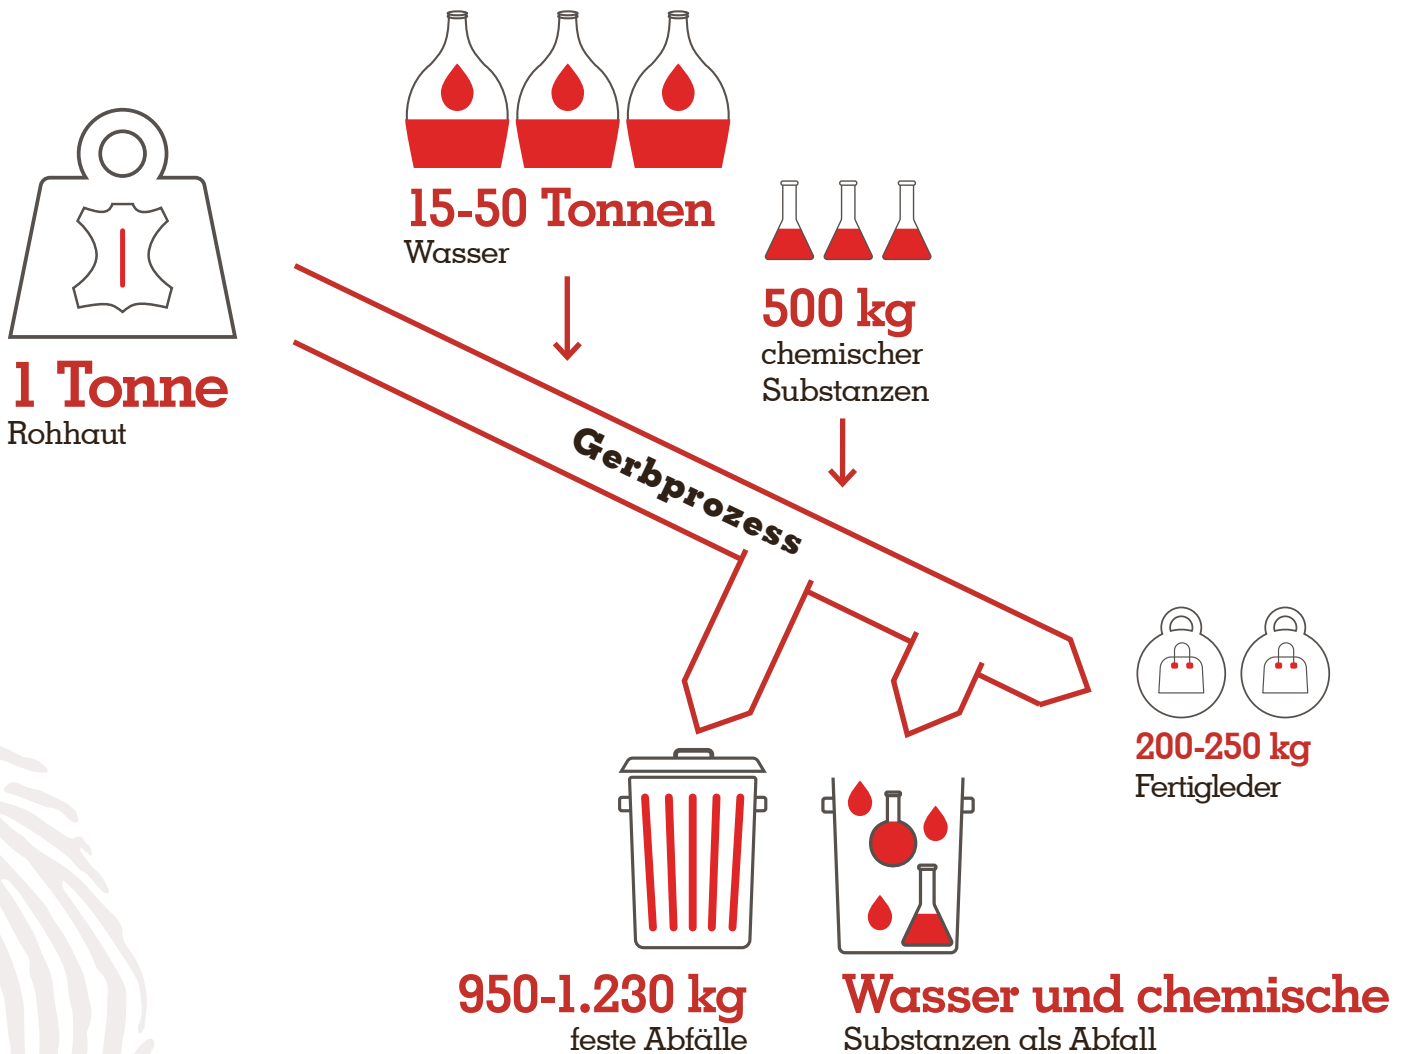 15-50 Tonnen
Wasser
500 kg
chemischer
Substanzen
1 Tonne
Rohhaut
Gerbprozess
200-250 kg
Fertigleder
950-1.230 kg
feste Abfälle
Wasser und chemische
Substanzen als Abfall